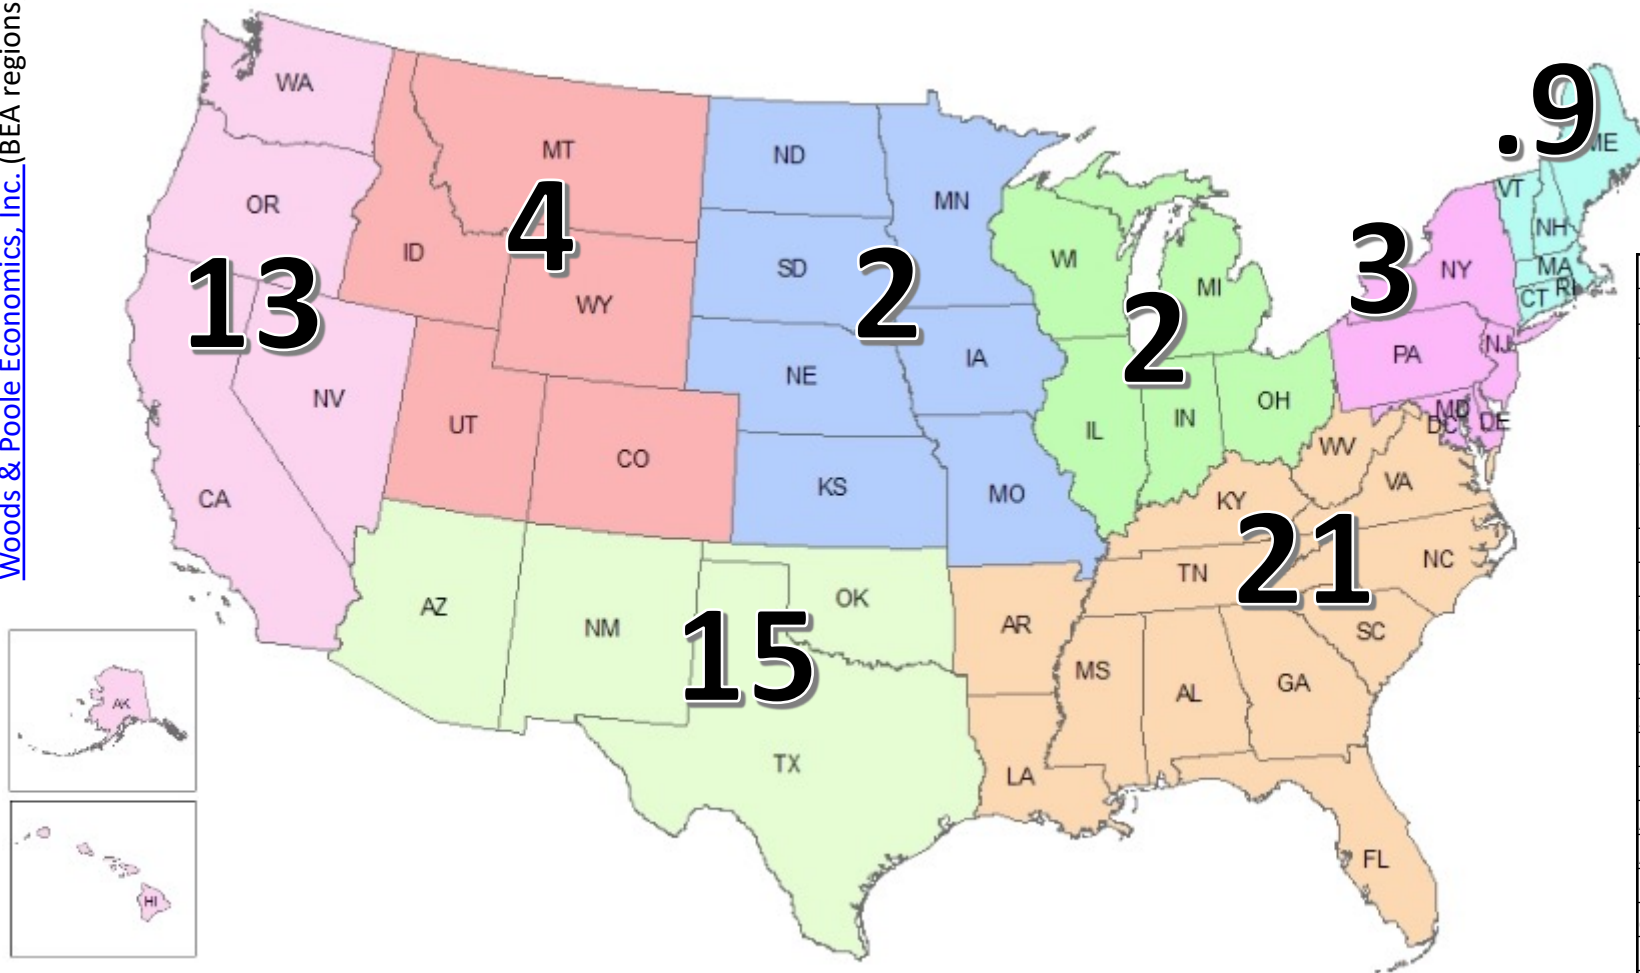 Woods & Poole Economics, Inc. (BEA regions
WA
OR
CA
NV
13
ID
MT
WY
UT
CO
4
ND
SD
NE
KS
MN
IA
MO
2
WI
MI
IL
IN
OH
2
NY
PA
NJ
MD
DC
DE
3
.9
ME
VT
NH
MA
RI
CT
AZ
NM
OK
TX
15
WV
VA
KY
NC
TN
21
AR
SC
MS
AL
GA
LA
FL
AK
HI